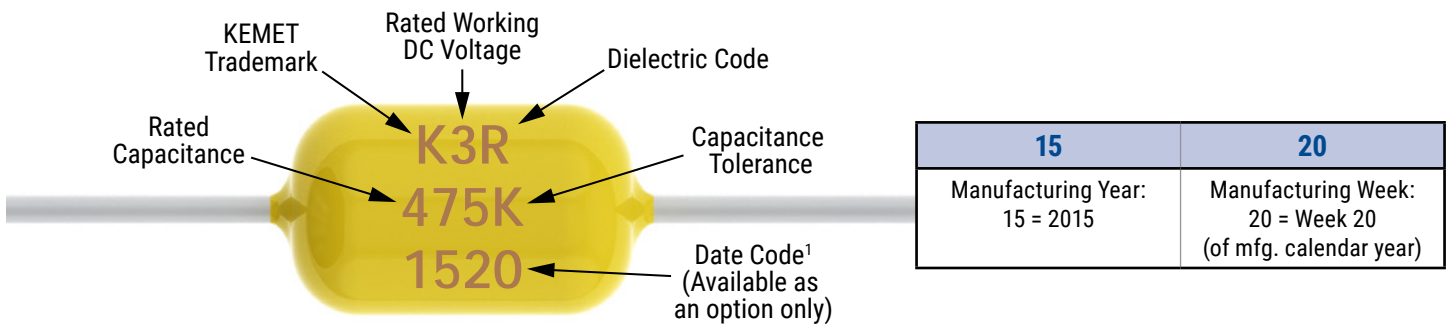 KEMET
Trademark
Rated Working
DC Voltage
Dielectric Code
Rated
Capacitance
Capacitance
Tolerance
K3R
475K
1520
Date Code¹
(Available as
an option only)
15
20
Manufacturing Year:
15 = 2015
Manufacturing Week:
20 = Week 20
(of mfg. calendar year)